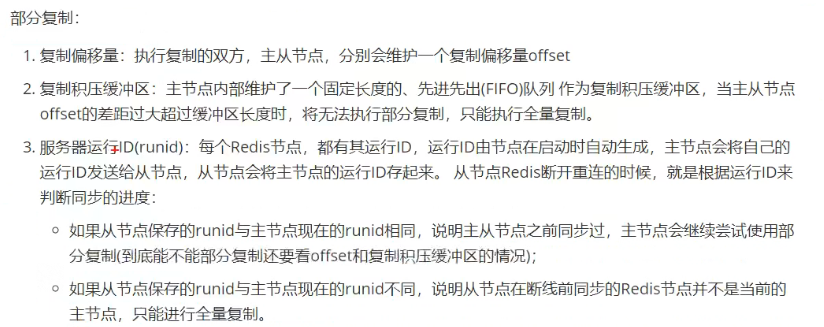 部分复制：
1. 复制偏移量：执行复制的双方，主从节点，分别会维护一个复制偏移量offset
2. 复制积压缓冲区：主节点内部维护了一个固定长度的、先进先出(FIFO)队列 作为复制积压缓冲区，当主从节点
offset的差距过大超过缓冲区长度时，将无法执行部分复制，只能执行全量复制。
3. 服务器运行ID(runid)：每个Redis节点，都有其运行ID，运行ID由节点在启动时自动生成，主节点会将自己的
运行ID发送给从节点，从节点会将主节点的运行ID存起来。 从节点Redis断开重连的时候，就是根据运行ID来
判断同步的进度：
○ 如果从节点保存的runid与主节点现在的runid相同，说明主从节点之前同步过，主节点会继续尝试使用部
分复制(到底能不能部分复制还要看offset和复制积压缓冲区的情况)；
○ 如果从节点保存的runid与主节点现在的runid不同，说明从节点在断线前同步的Redis节点并不是当前的
主节点，只能进行全量复制。